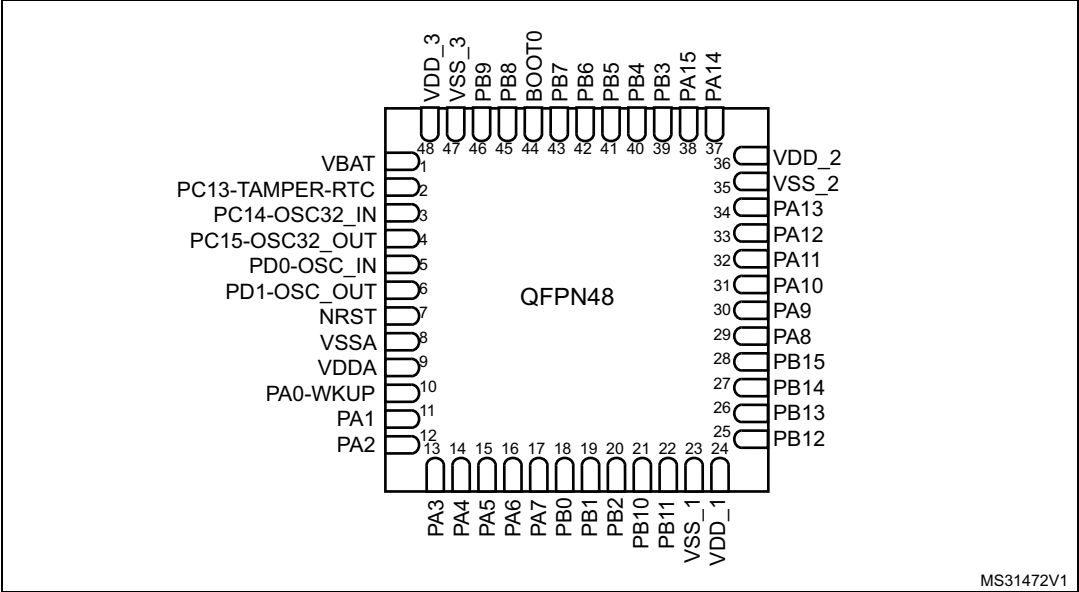 VDD_3
VSS_3
PB9
PB8
BOOT0
PB7
PB6
PB5
PB4
PB3
PA15
PA14
48 47 46 45 44 43 42 41 40 39 38 37
VBAT 1
PC13-TAMPER-RTC 2
PC14-OSC32_IN 3
PC15-OSC32_OUT 4
PD0-OSC_IN 5
PD1-OSC_OUT 6
NRST 7
VSSA 8
VDDA 9
PA0-WKUP 10
PA1 11
PA2 12
QFPN48
36 VDD_2
35 VSS_2
34 PA13
33 PA12
32 PA11
31 PA10
30 PA9
29 PA8
28 PB15
27 PB14
26 PB13
25 PB12
13 14 15 16 17 18 19 20 21 22 23 24
PA3
PA4
PA5
PA6
PA7
PB0
PB1
PB2
PB10
PB11
VSS_1
VDD_1
MS31472V1